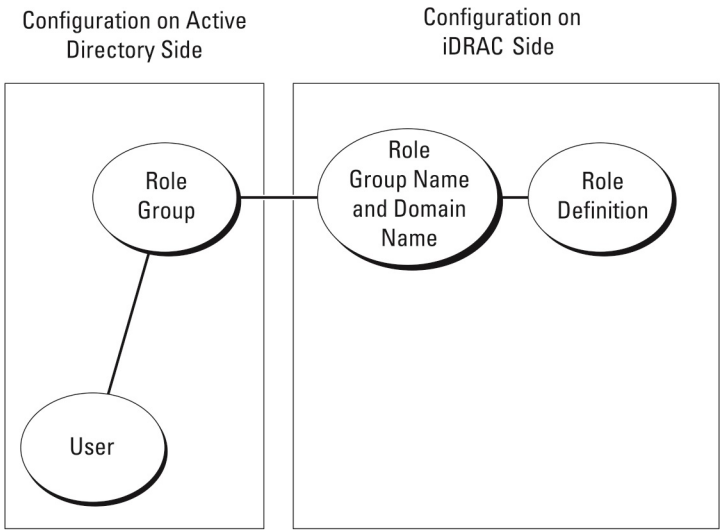 Configuration on Active
Directory Side
Configuration on
iDRAC Side
Role
Group
Role
Group Name
and Domain
Name
Role
Definition
User